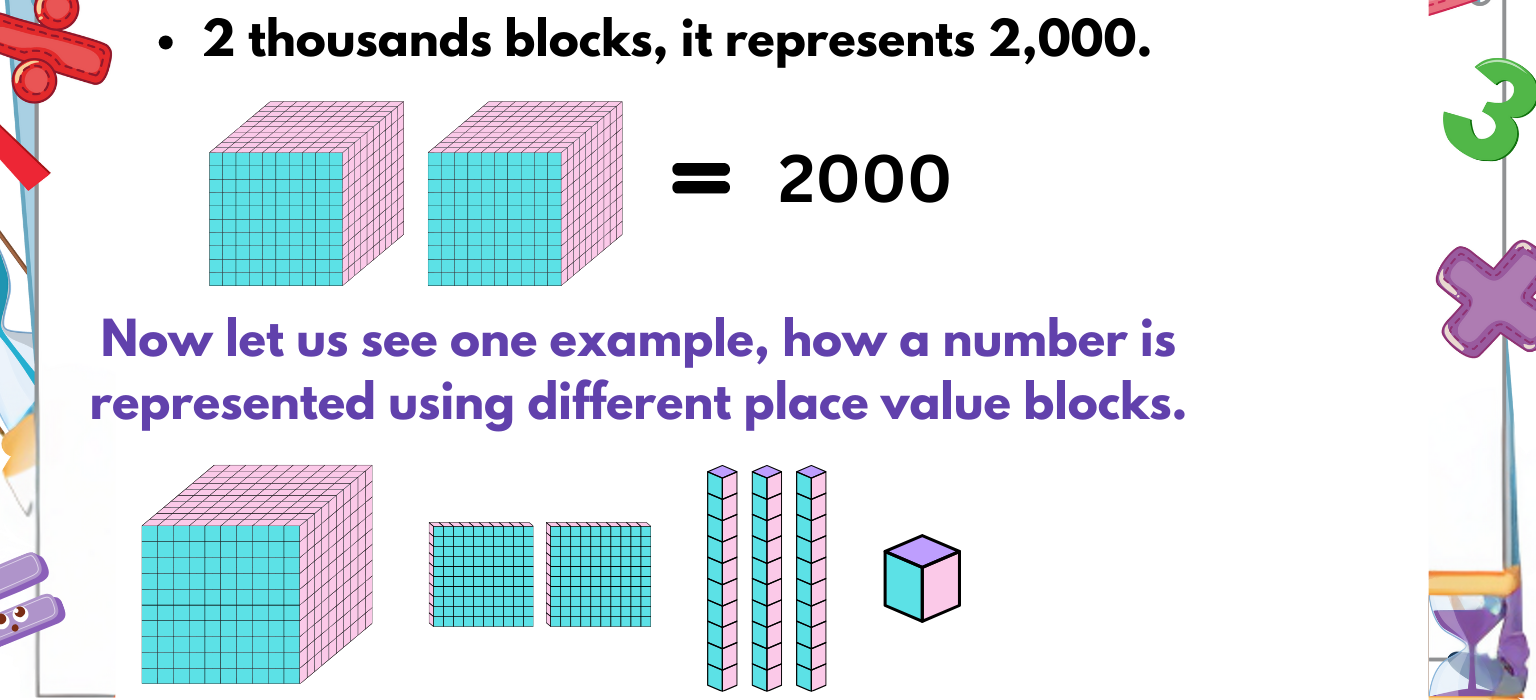 • 2 thousands blocks, it represents 2,000.
= 2000
3
Now let us see one example, how a number is
represented using different place value blocks.